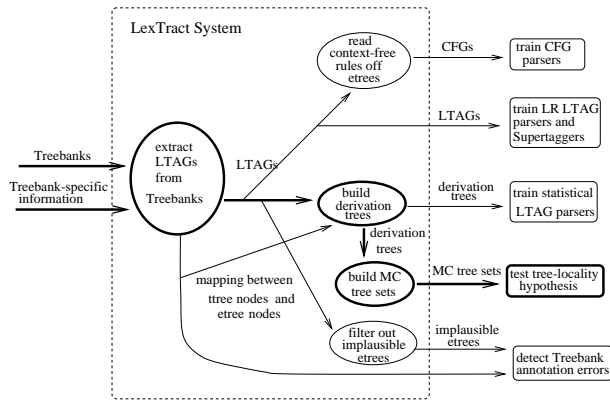 LexTract System
read
context-free
rules off
etrees
CFGs
train CFG
parsers
LTAGs
train LR LTAG
parsers and
Supertaggers
extract
LTAGs
from
Treebanks
Treebanks
Treebank-specific
information
LTAGs
build
derivation
trees
derivation
trees
train statistical
LTAG parsers
derivation
trees
build MC
tree sets
MC tree sets
test tree-locality
hypothesis
mapping between
ttree nodes and
etree nodes
filter out
implausible
etrees
implausible
etrees
detect Treebank
annotation errors